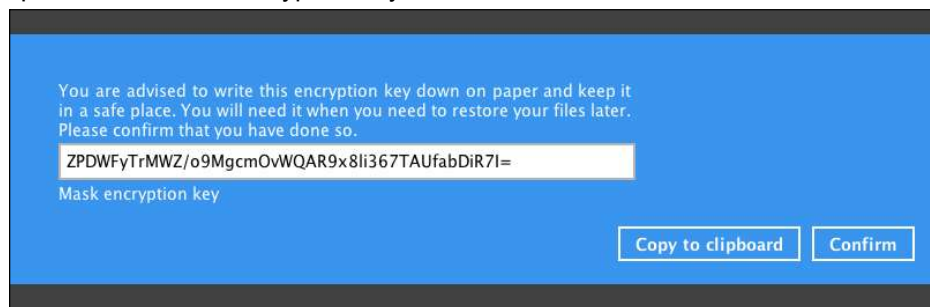 You are advised to write this encryption key down on paper and keep it
in a safe place. You will need it when you need to restore your files later.
Please confirm that you have done so.
ZPDWFyTrMWZ/o9MgcmOvWQAR9x8li367TAUfabDiR7I=
Mask encryption key
Copy to clipboard
Confirm